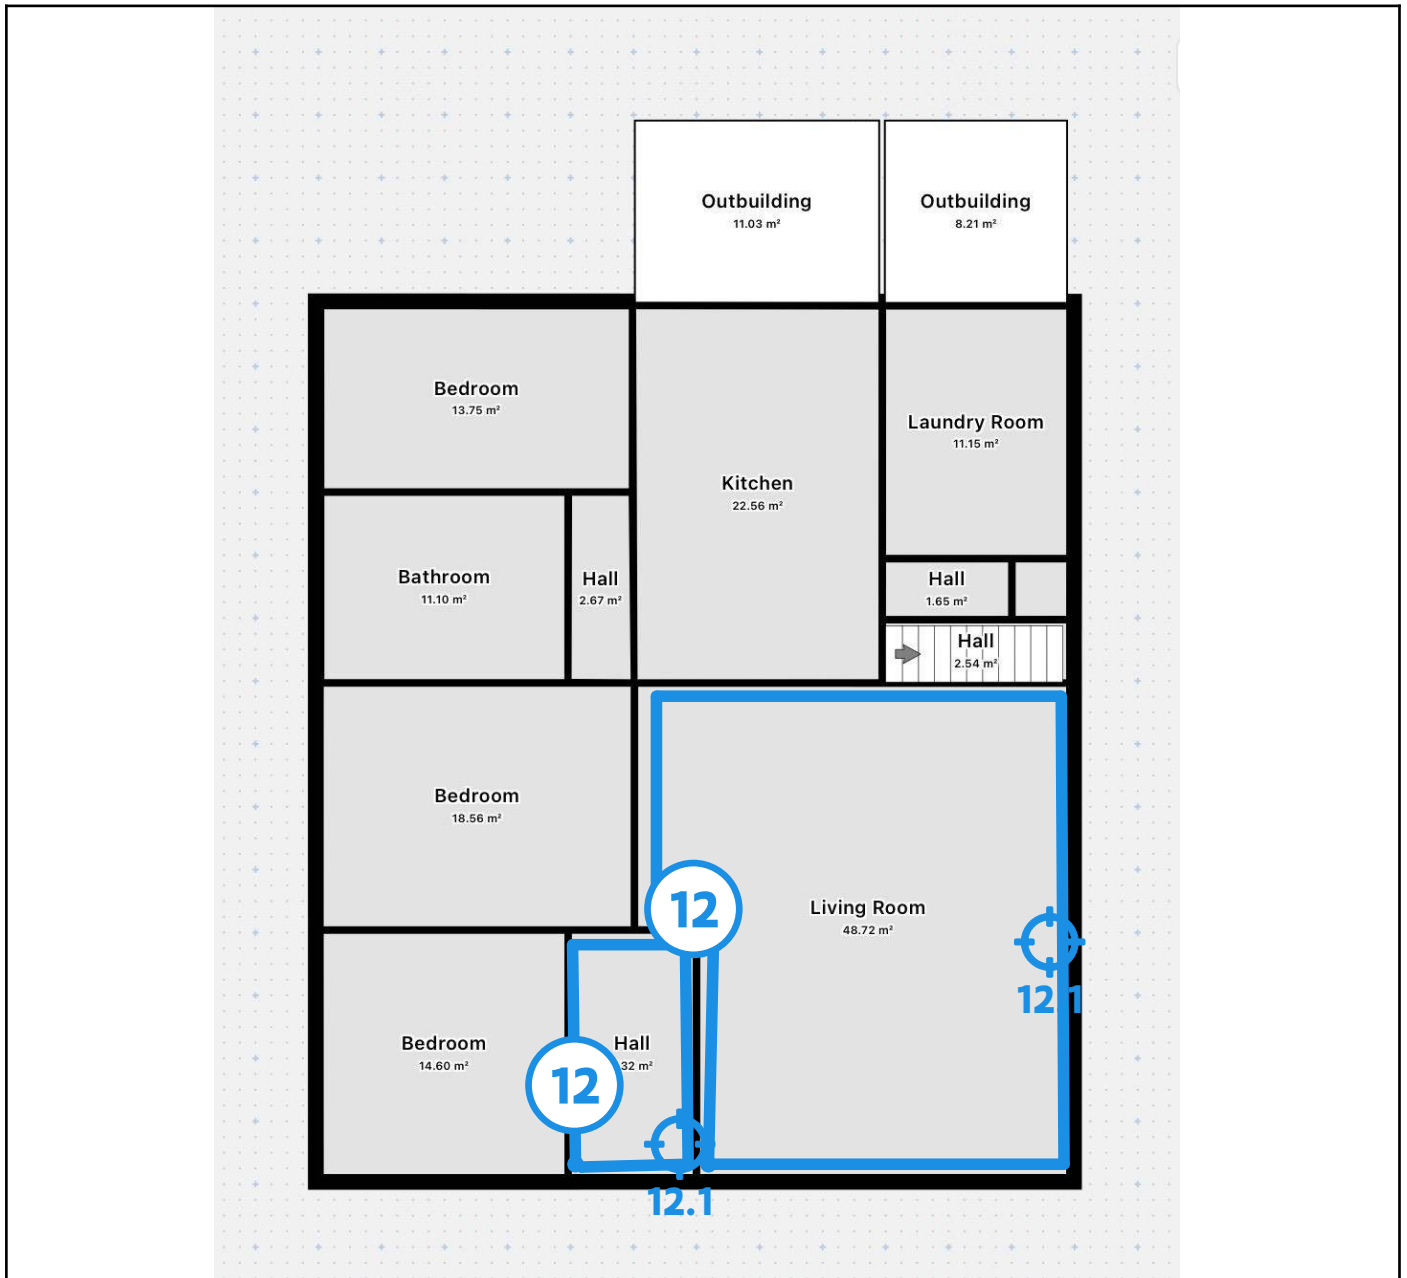 Outbuilding
11.03 m²
Outbuilding
8.21 m²
Bedroom
13.75 m²
Laundry Room
11.15 m²
Kitchen
22.56 m²
Bathroom
11.10 m²
Hall
2.67 m²
Hall
1.65 m²
Hall
2.54 m²
Bedroom
18.56 m²
12
Living Room
48.72 m²
12.1
Bedroom
14.60 m²
12
Hall
32 m²
12.1